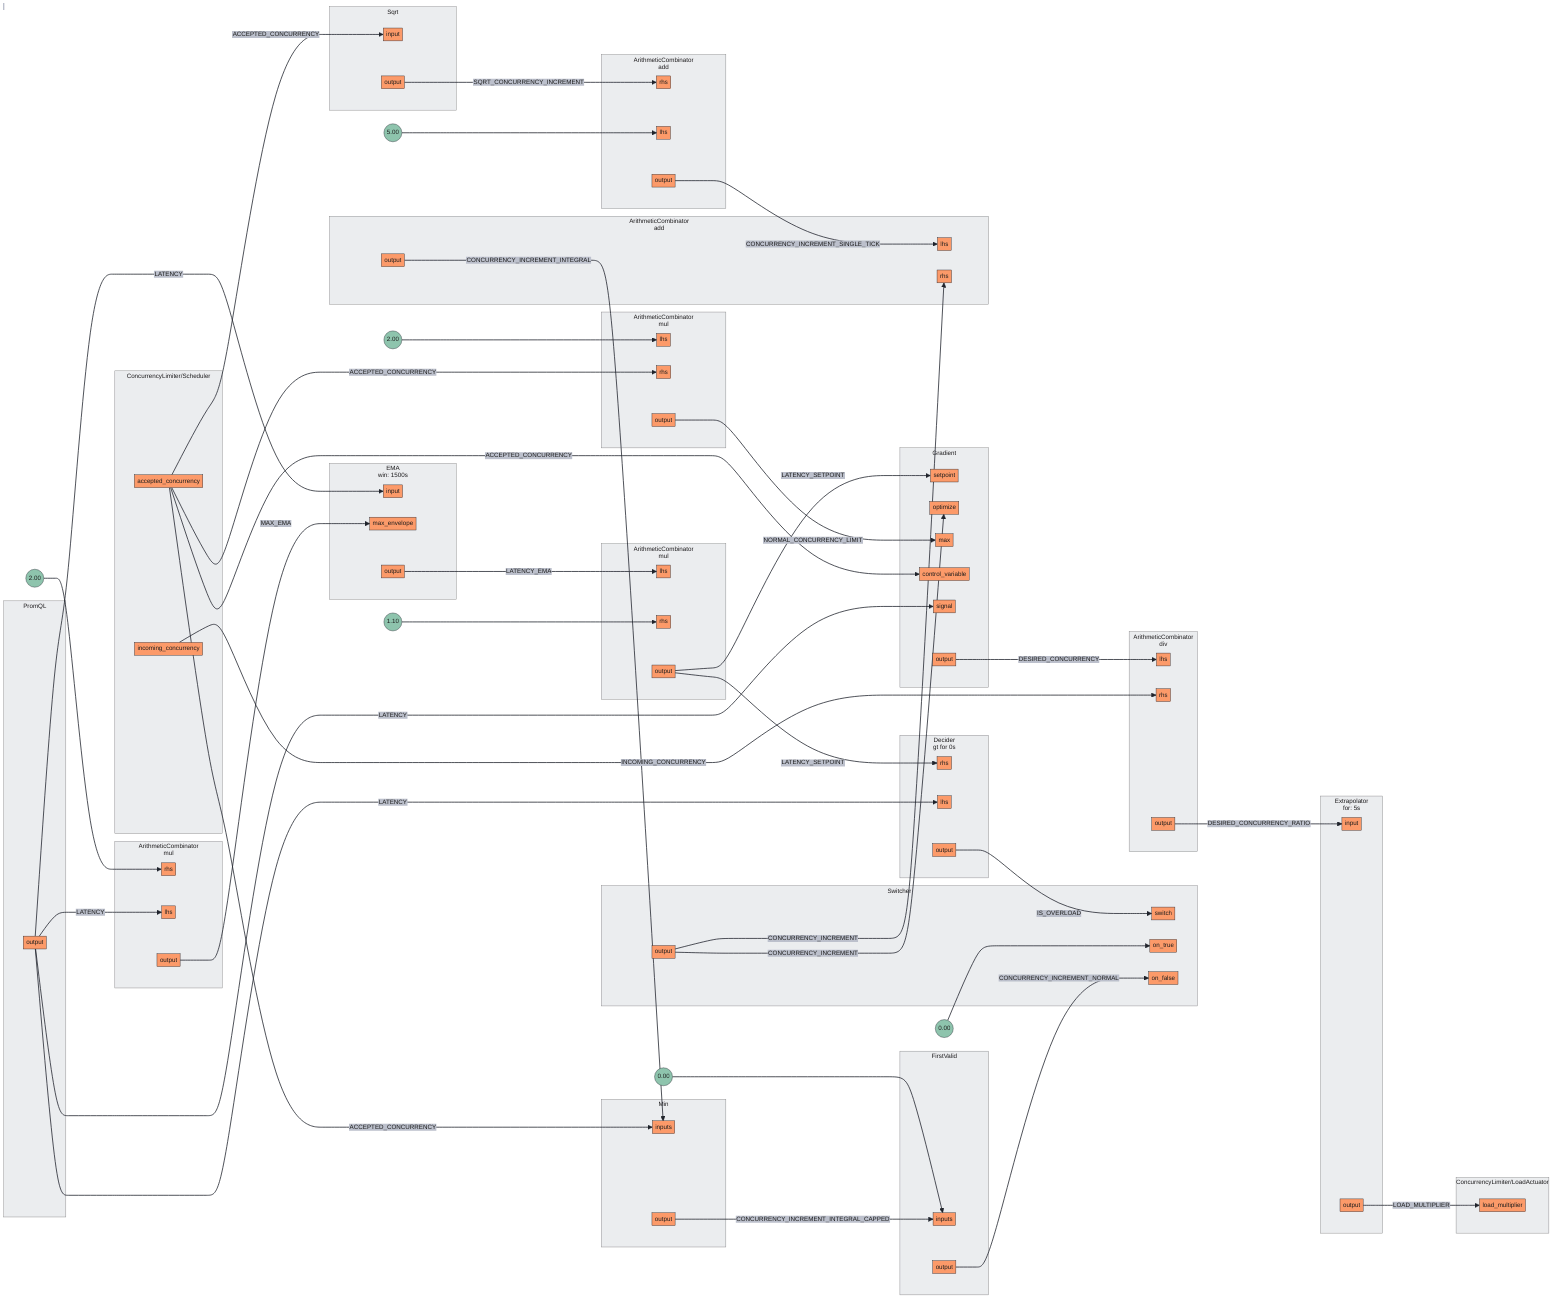 Sqrt
input
output
ACCEPTED_CONCURRENCY
SQRT_CONCURRENCY_INCREMENT
5.00
ArithmeticCombinator
add
rhs
lhs
output
ArithmeticCombinator
add
CONCURRENCY_INCREMENT_SINGLE_TICK
lhs
output
CONCURRENCY_INCREMENT_INTEGRAL
rhs
LATENCY
2.00
ArithmeticCombinator
mul
lhs
rhs
output
ACCEPTED_CONCURRENCY
ConcurrencyLimiter/Scheduler
accepted_concurrency
incoming_concurrency
ACCEPTED_CONCURRENCY
EMA
win: 1500s
input
max_envelope
output
MAX_EMA
LATENCY_EMA
1.10
ArithmeticCombinator
mul
lhs
rhs
output
LATENCY_SETPOINT
NORMAL_CONCURRENCY_LIMIT
Gradient
setpoint
optimize
max
control_variable
signal
output
DESIRED_CONCURRENCY
2.00
PromQL
output
LATENCY
LATENCY
INCOMING_CONCURRENCY
LATENCY_SETPOINT
LATENCY
ArithmeticCombinator
div
lhs
rhs
output
DESIRED_CONCURRENCY_RATIO
Decider
gt for 0s
rhs
lhs
output
Extrapolator
for: 5s
input
output
ArithmeticCombinator
mul
rhs
lhs
output
Switcher
output
CONCURRENCY_INCREMENT
CONCURRENCY_INCREMENT
IS_OVERLOAD
switch
on_true
on_false
CONCURRENCY_INCREMENT_NORMAL
0.00
0.00
FirstValid
inputs
output
Min
inputs
output
ACCEPTED_CONCURRENCY
CONCURRENCY_INCREMENT_INTEGRAL_CAPPED
LOAD_MULTIPLIER
ConcurrencyLimiter/LoadActuator
load_multiplier